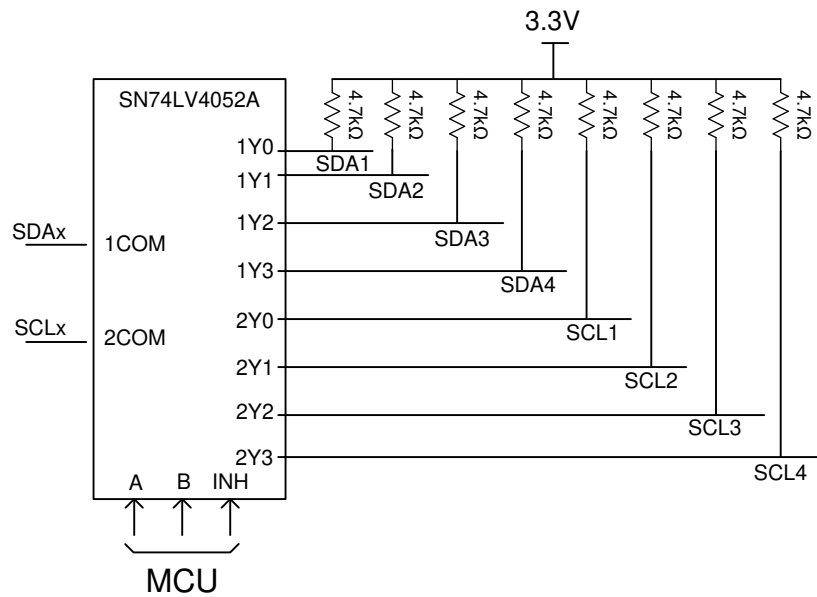 3.3V
SN74LV4052A
4.7kΩ
4.7kΩ
4.7kΩ
4.7kΩ
4.7kΩ
4.7kΩ
4.7kΩ
4.7kΩ
1Y0
SDA1
1Y1
SDA2
1Y2
SDA3
SDAx
1COM
1Y3
SDA4
2Y0
SCL1
SCLx
2COM
2Y1
SCL2
2Y2
SCL3
2Y3
SCL4
A B INH
MCU